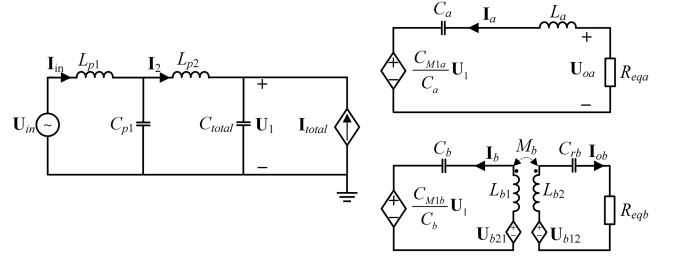 I_in L_p1 I_2 L_p2
U_in ~ C_p1 C_total + U_1 − I_total
C_a I_a L_a
+ − C_M1a/C_a U_1 + U_oa − R_eqa
C_b I_b M_b C_rb I_ob
+ − C_M1b/C_b U_1 L_b1 L_b2 R_eqb
U_b21 + − + − U_b12